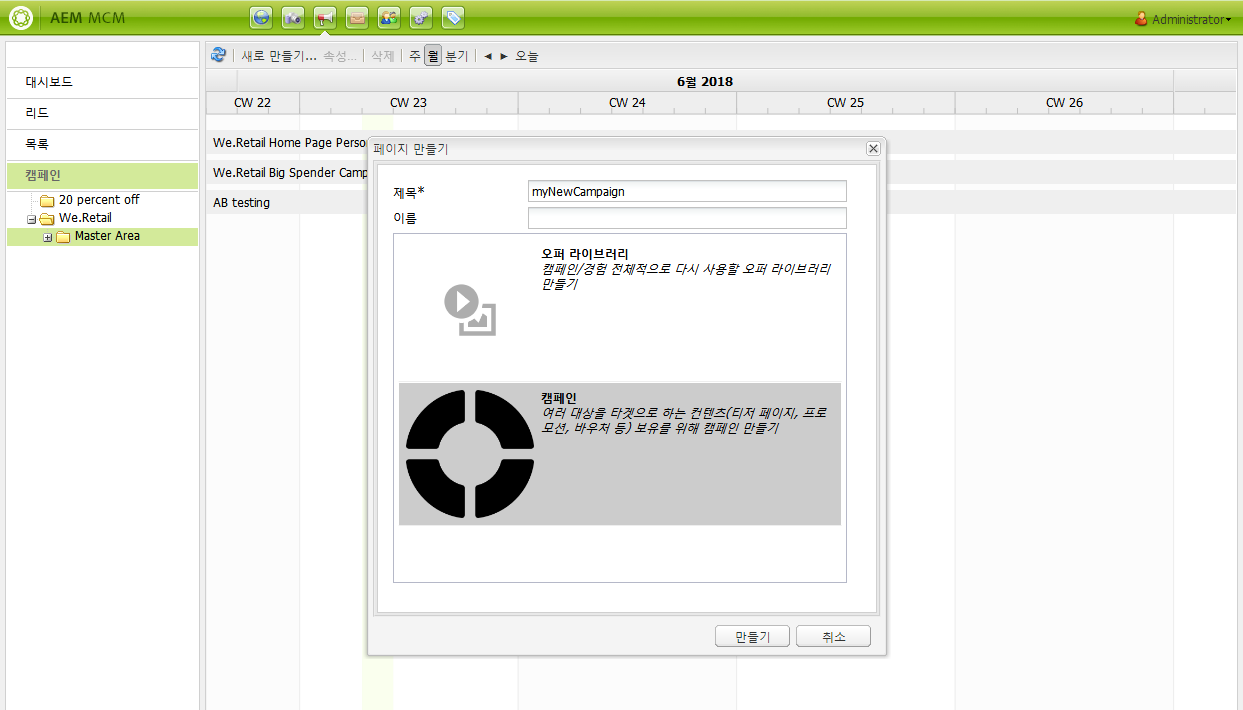 AEM MCM
Administrator
새로 만들기... 속성... 삭제 주 월 분기 오늘
대시보드
리드
목록
캠페인
20 percent off
We.Retail
Master Area
6월 2018
CW 22 CW 23 CW 24 CW 25 CW 26
We.Retail Home Page Perso
We.Retail Big Spender Camp
AB testing
페이지 만들기
제목* myNewCampaign
이름
오퍼 라이브러리
캠페인/경험 전체적으로 다시 사용할 오퍼 라이브러리
만들기
캠페인
여러 대상을 타겟으로 하는 컨텐츠(티저 페이지, 프로
모션, 바우처 등) 보유를 위해 캠페인 만들기
만들기 취소